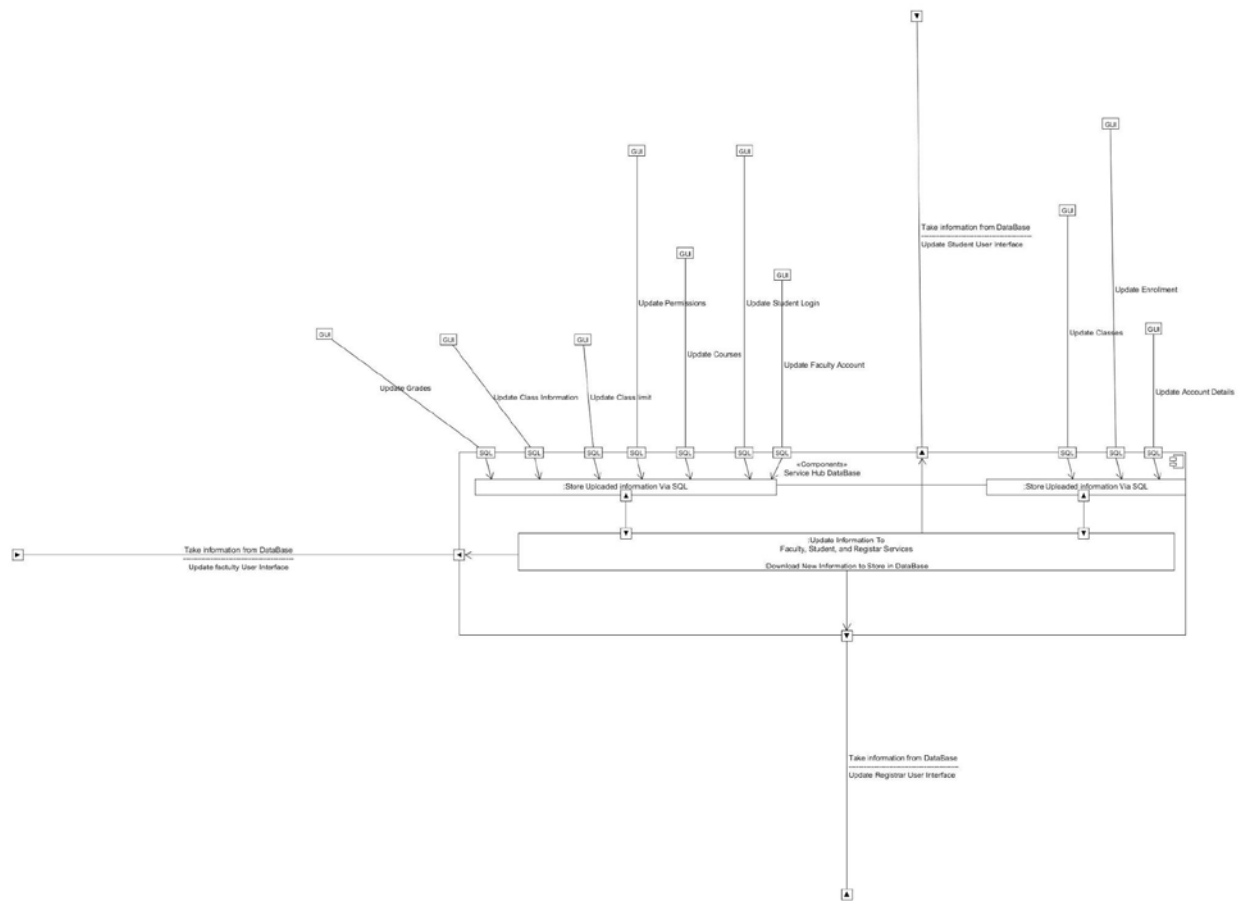 GUI
GUI
GUI
Take information from DataBase
Update Student User Interface
GUI
GUI
GUI
Update Enrollment
Update Permissions
Update Student Login
GUI
Update Classes
GUI
GUI
GUI
Update Courses
Update Faculty Account
Update Grades
Update Class Information
Update Class limit
Update Account Details
SQL
SQL
SQL
SQL
SQL
SQL
SQL
SQL
SQL
SQL
«Components»
Service Hub DataBase
:Store Uploaded information Via SQL
:Store Uploaded information Via SQL
:Update Information To
Faculty, Student, and Registar Services
Download New Information to Store in DataBase
Take information from DataBase
Update fsctulty User Interface
Take information from DataBase
Update Registrar User Interface